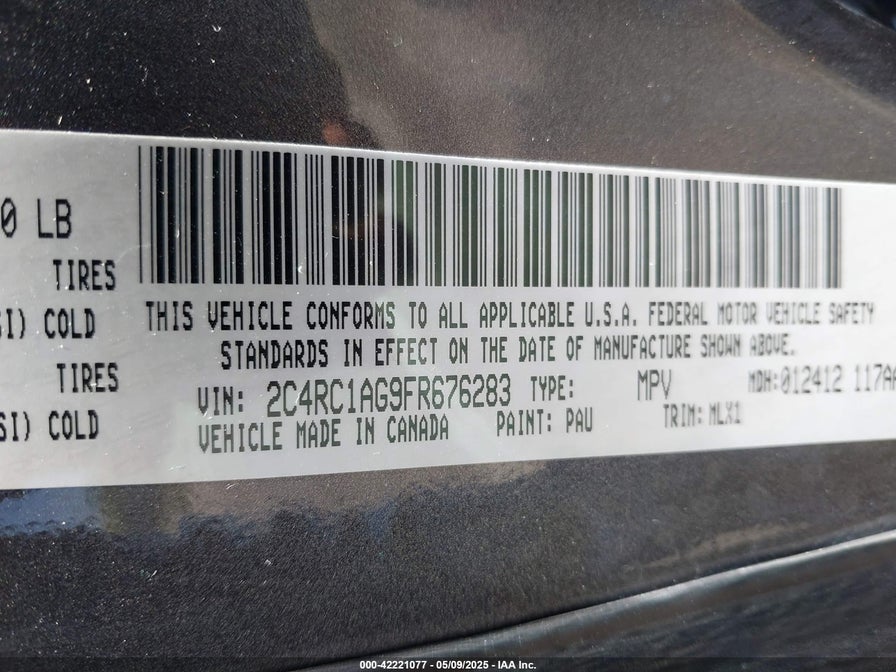 0 LB
TIRES
SI) COLD
TIRES
SI) COLD
THIS VEHICLE CONFORMS TO ALL APPLICABLE U.S.A. FEDERAL MOTOR VEHICLE SAFETY
STANDARDS IN EFFECT ON THE DATE OF MANUFACTURE SHOWN ABOVE.
VIN: 2C4RC1AG9FR676283 TYPE: MPV MDH:012412 117A
VEHICLE MADE IN CANADA PAINT: PAU TRIM: MLX1
000-42221077 - 05/09/2025 - IAA Inc.